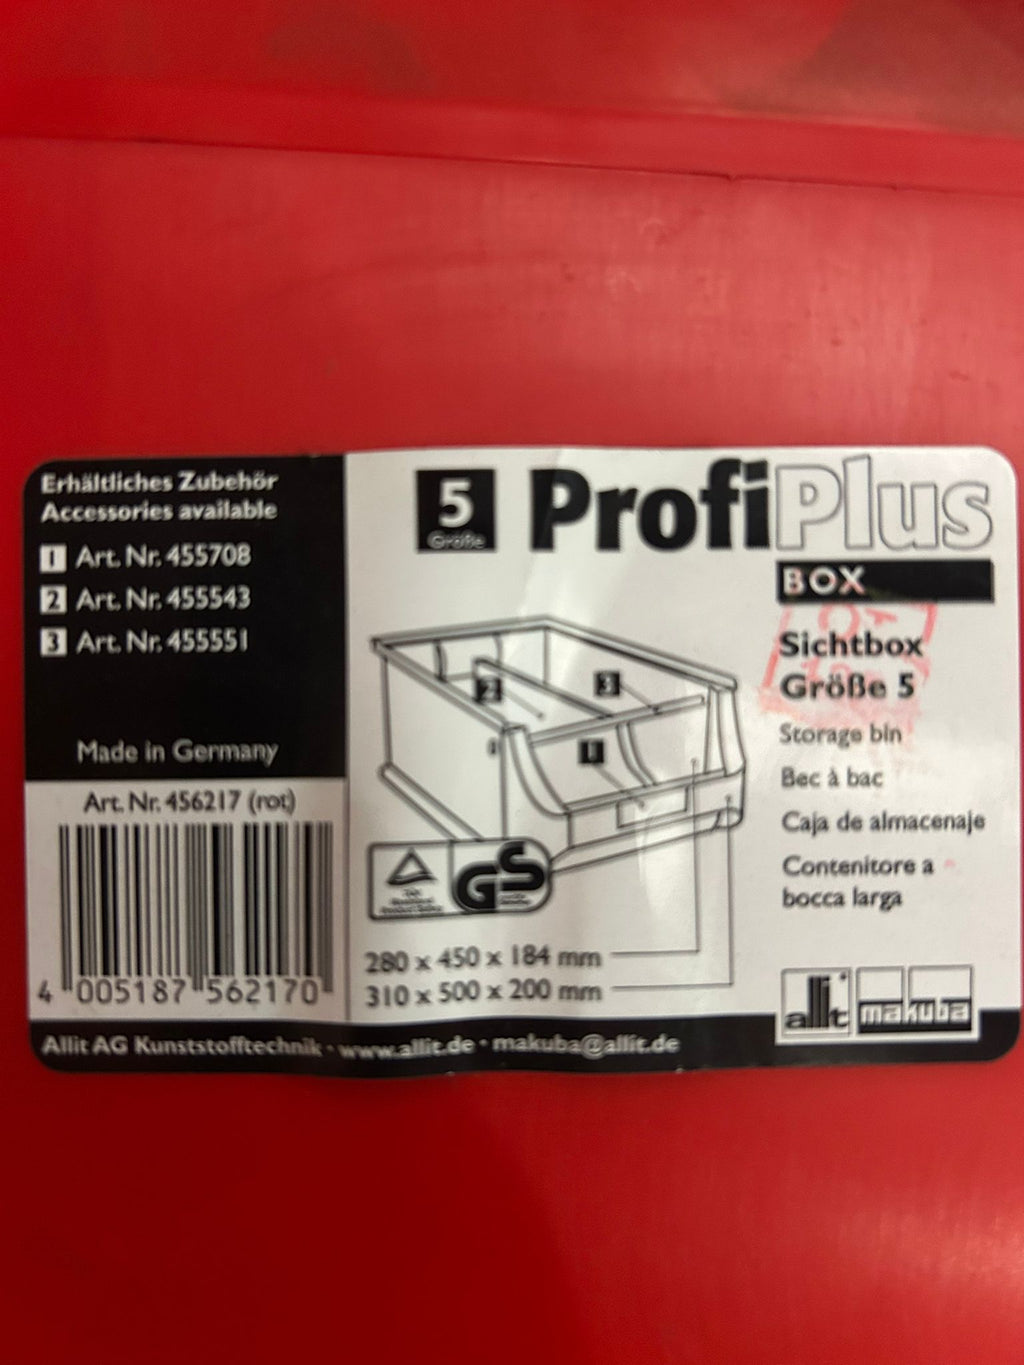 Erhältliches Zubehör
Accessories available
1 Art. Nr. 455708
2 Art. Nr. 455543
3 Art. Nr. 455551
Made in Germany
Art. Nr. 456217 (rot)
4 005187 562170
5
Größe
ProfiPlus
BOX
Sichtbox
Größe 5
Storage bin
Bec à bac
Caja de almacenaje
Contenitore a
bocca larga
2
3
1
GS
280 x 450 x 184 mm
310 x 500 x 200 mm
allit
makuba
Allit AG Kunststofftechnik · www.allit.de · makuba@allit.de